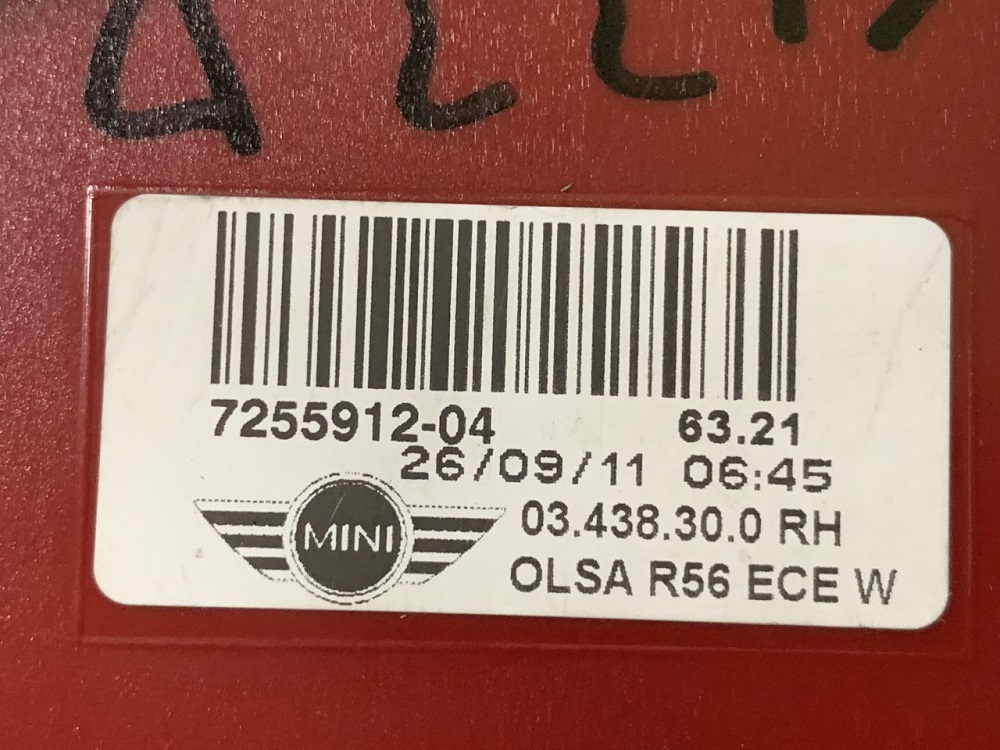 7255912-04 63.21
26/09/11 06:45
MINI 03.438.30.0 RH
OLSA R56 ECE W